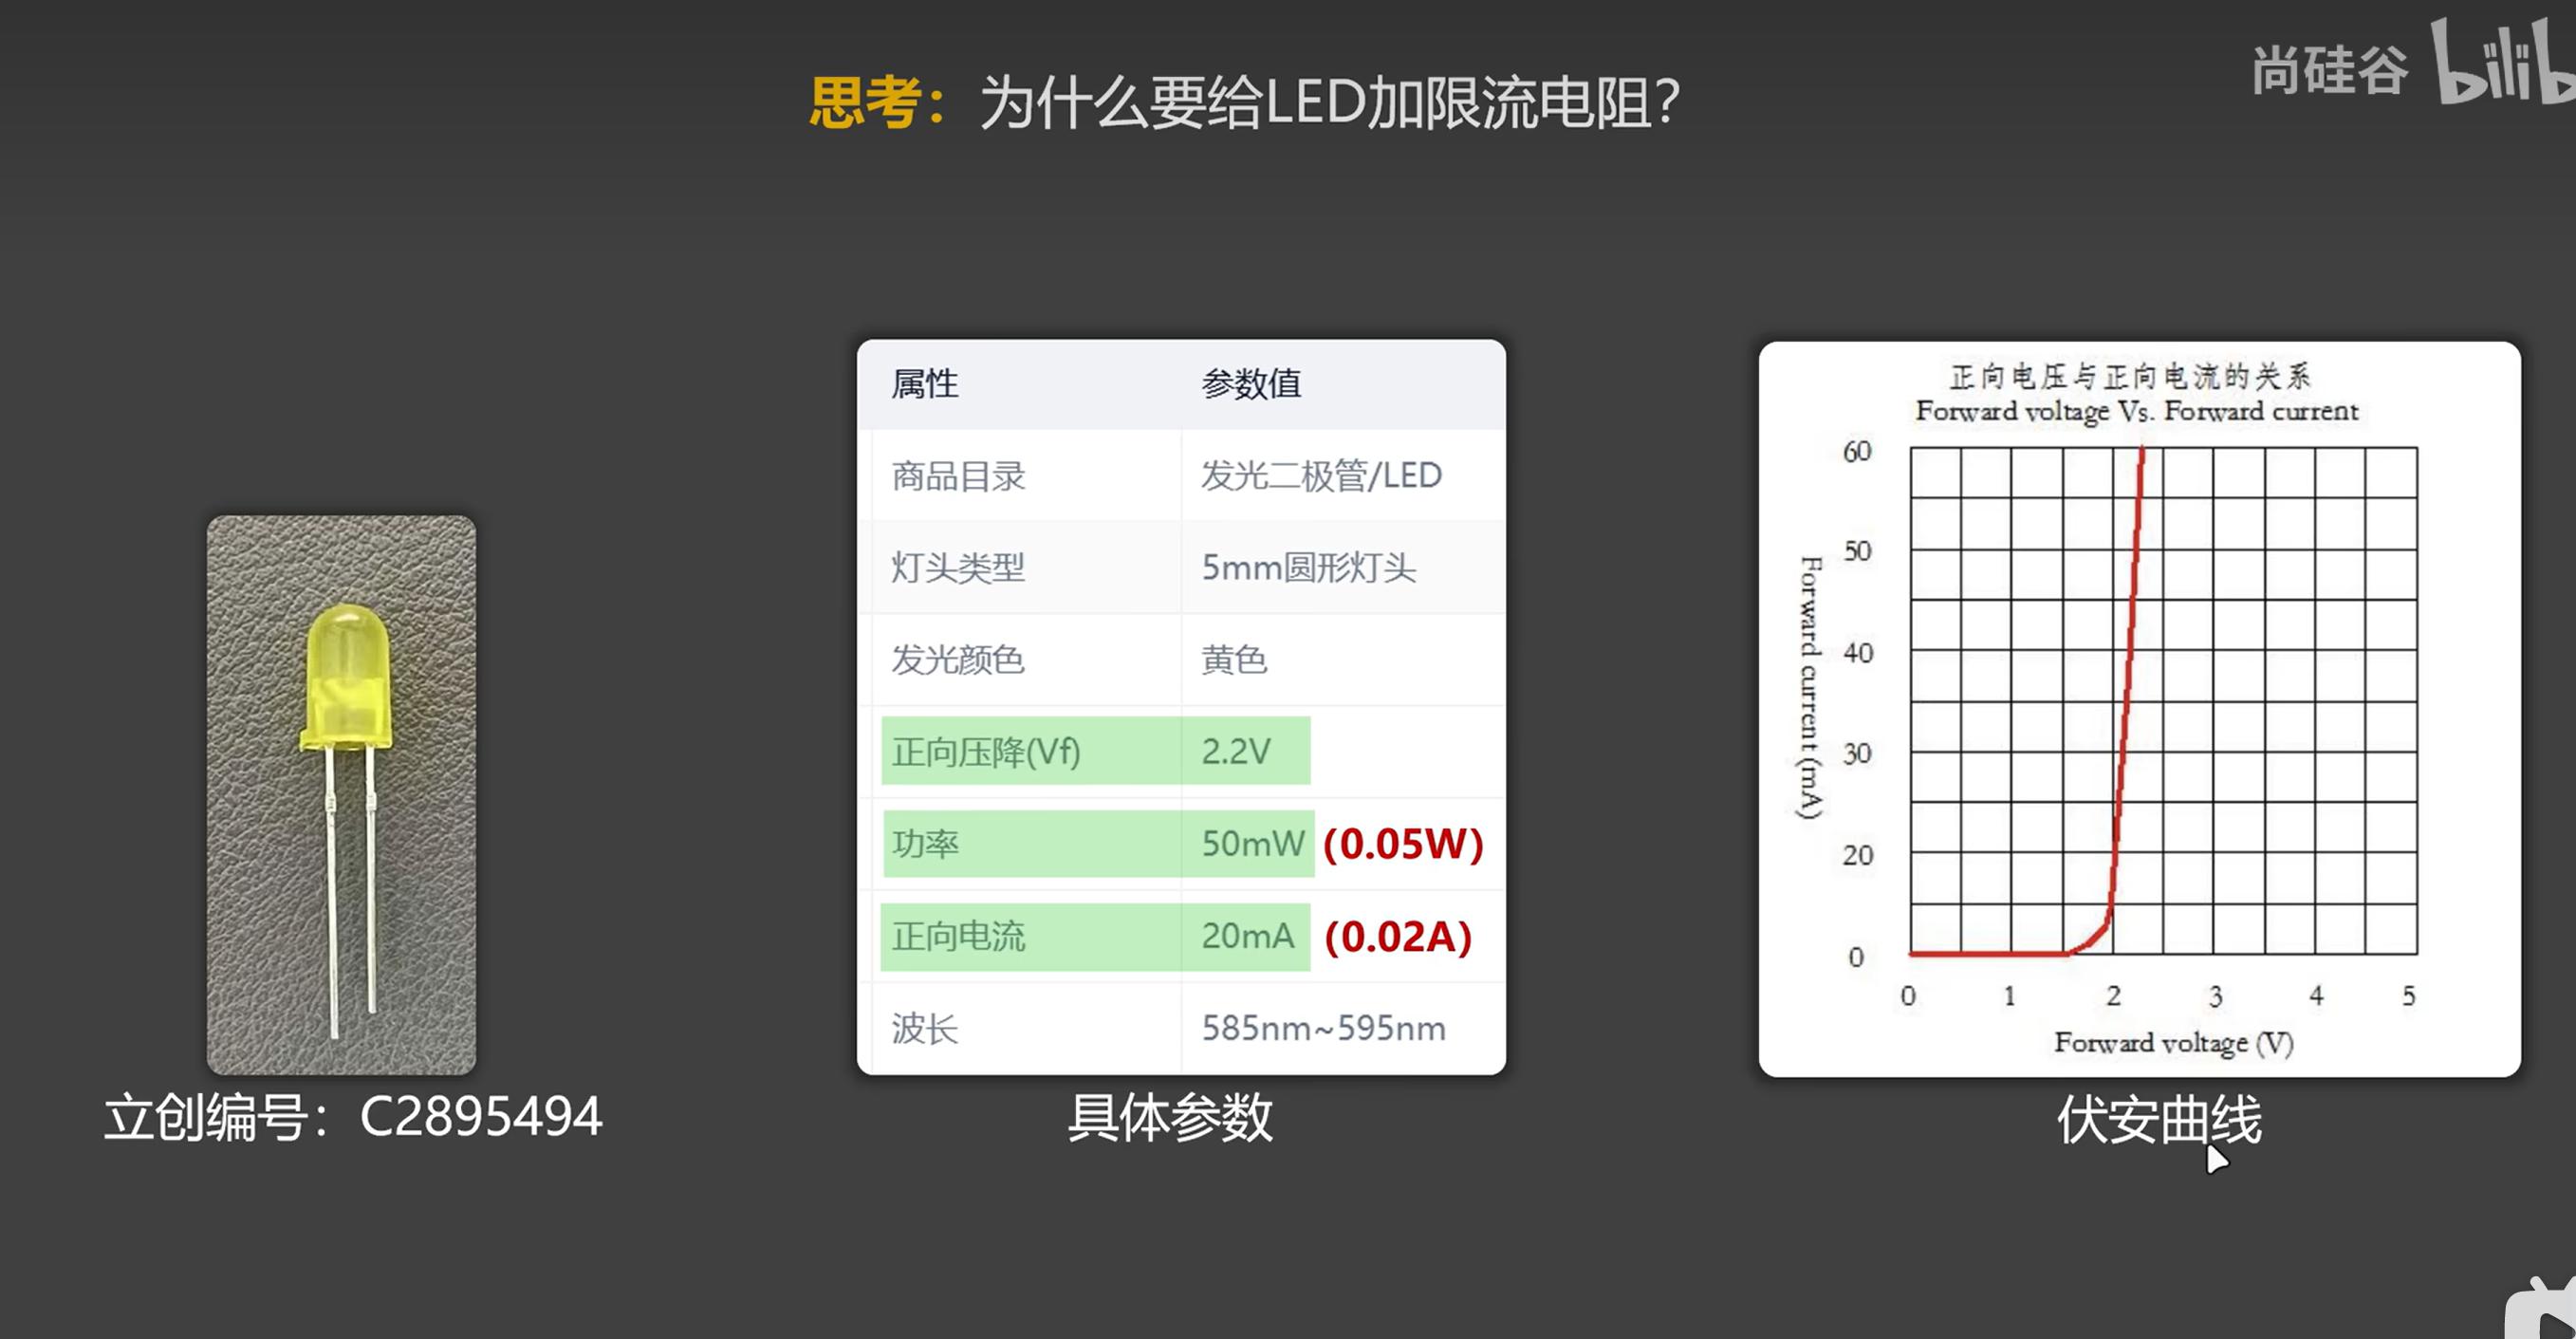 尚硅谷 bilib
思考：为什么要给LED加限流电阻？
属性 参数值
商品目录 发光二极管/LED
灯头类型 5mm圆形灯头
发光颜色 黄色
正向压降(Vf) 2.2V
功率 50mW (0.05W)
正向电流 20mA (0.02A)
波长 585nm~595nm
正向电压与正向电流的关系
Forward voltage Vs. Forward current
Forward current (mA)
60
50
40
30
20
0
0 1 2 3 4 5
Forward voltage (V)
立创编号：C2895494
具体参数
伏安曲线